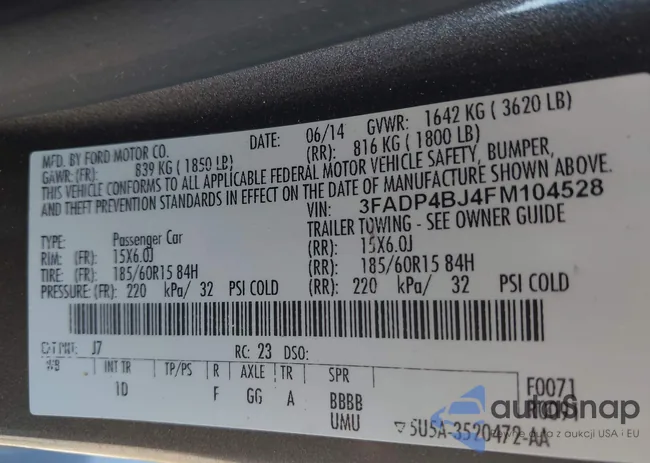 MFD. BY FORD MOTOR CO. DATE: 06/14 GVWR: 1642 KG ( 3620 LB)
GAWR: (FR): 839 KG ( 1850 LB) (RR): 816 KG ( 1800 LB)
THIS VEHICLE CONFORMS TO ALL APPLICABLE FEDERAL MOTOR VEHICLE SAFETY, BUMPER,
AND THEFT PREVENTION STANDARDS IN EFFECT ON THE DATE OF MANUFACTURE SHOWN ABOVE.
VIN: 3FADP4BJ4FM104528
TYPE: Passenger Car TRAILER TOWING - SEE OWNER GUIDE
RIM: (FR): 15X6.0J (RR): 15X6.0J
TIRE: (FR): 185/60R15 84H (RR): 185/60R15 84H
PRESSURE: (FR): 220 kPa/ 32 PSI COLD (RR): 220 kPa/ 32 PSI COLD
J7 RC: 23 DSO:
WB INT TR TP/PS R AXLE TR SPR F0071
1D F GG A BBBB
UMU ▽5U5A-3520472-AA
autoSnap
auta z aukcji USA i EU